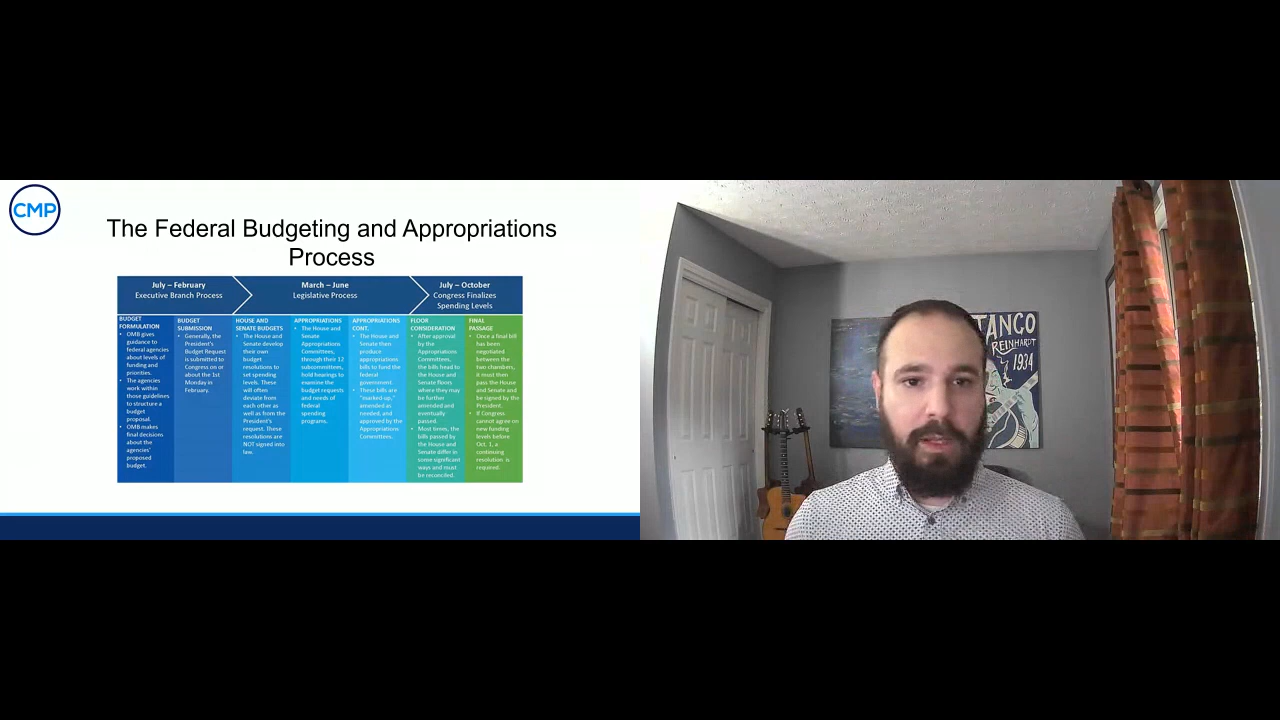 CMP
The Federal Budgeting and Appropriations
Process
July – February
Executive Branch Process
March – June
Legislative Process
July – October
Congress Finalizes
Spending Levels
BUDGET
FORMULATION
• OMB gives
guidance to
federal agencies
about levels of
funding and
priorities.
• The agencies
work within
those guidelines
to structure a
budget
proposal.
• OMB makes
final decisions
about the
agencies'
proposed
budget.
BUDGET
SUBMISSION
• Generally, the
President's
Budget Request
is submitted to
Congress on or
about the 1st
Monday in
February.
HOUSE AND
SENATE BUDGETS
• The House and
Senate develop
their own
budget
resolutions to
set spending
levels. These
will often
deviate from
each other as
well as from the
President's
request. These
resolutions are
NOT signed into
law.
APPROPRIATIONS
• The House and
Senate
Appropriations
Committees,
through their 12
subcommittees,
hold hearings to
examine the
budget requests
and needs of
federal
spending
programs.
APPROPRIATIONS
CONT.
• The House and
Senate then
produce
appropriations
bills to fund the
federal
government.
• These bills are
"marked up,"
amended as
needed, and
approved by the
Appropriations
Committees.
FLOOR
CONSIDERATION
• After approval
by the
Appropriations
Committees,
the bills head to
the House and
Senate floors
where they may
be further
amended and
eventually
passed.
• Most times, the
bills passed by
the House and
Senate differ in
some significant
ways and must
be reconciled.
FINAL
PASSAGE
• Once a final bill
has been
negotiated
between the
two chambers,
it must then
pass the House
and Senate and
be signed by the
President.
• If Congress
cannot agree on
new funding
levels before
Oct. 1, a
continuing
resolution is
required.
TANGO
REINHARDT
1934